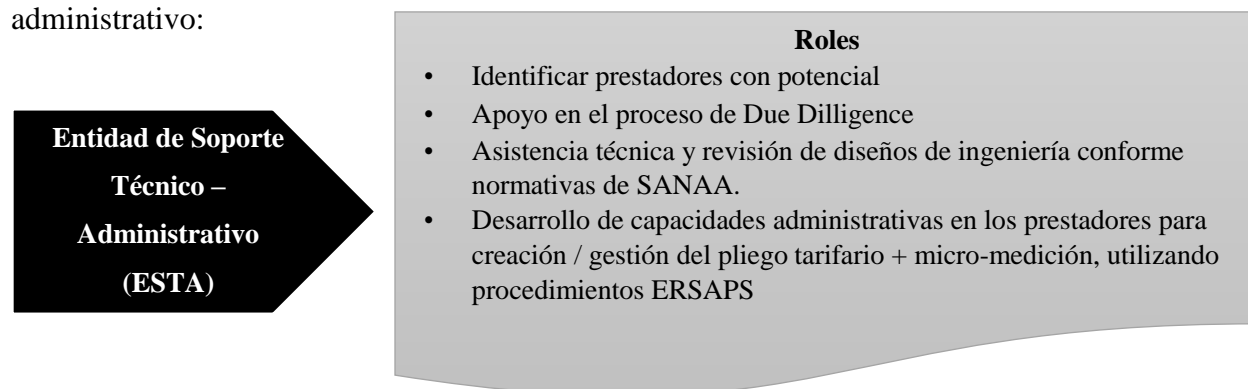 administrativo:
Entidad de Soporte
Técnico –
Administrativo
(ESTA)
Roles
• Identificar prestadores con potencial
• Apoyo en el proceso de Due Dilligence
• Asistencia técnica y revisión de diseños de ingeniería conforme
normativas de SANAA.
• Desarrollo de capacidades administrativas en los prestadores para
creación / gestión del pliego tarifario + micro-medición, utilizando
procedimientos ERSAPS